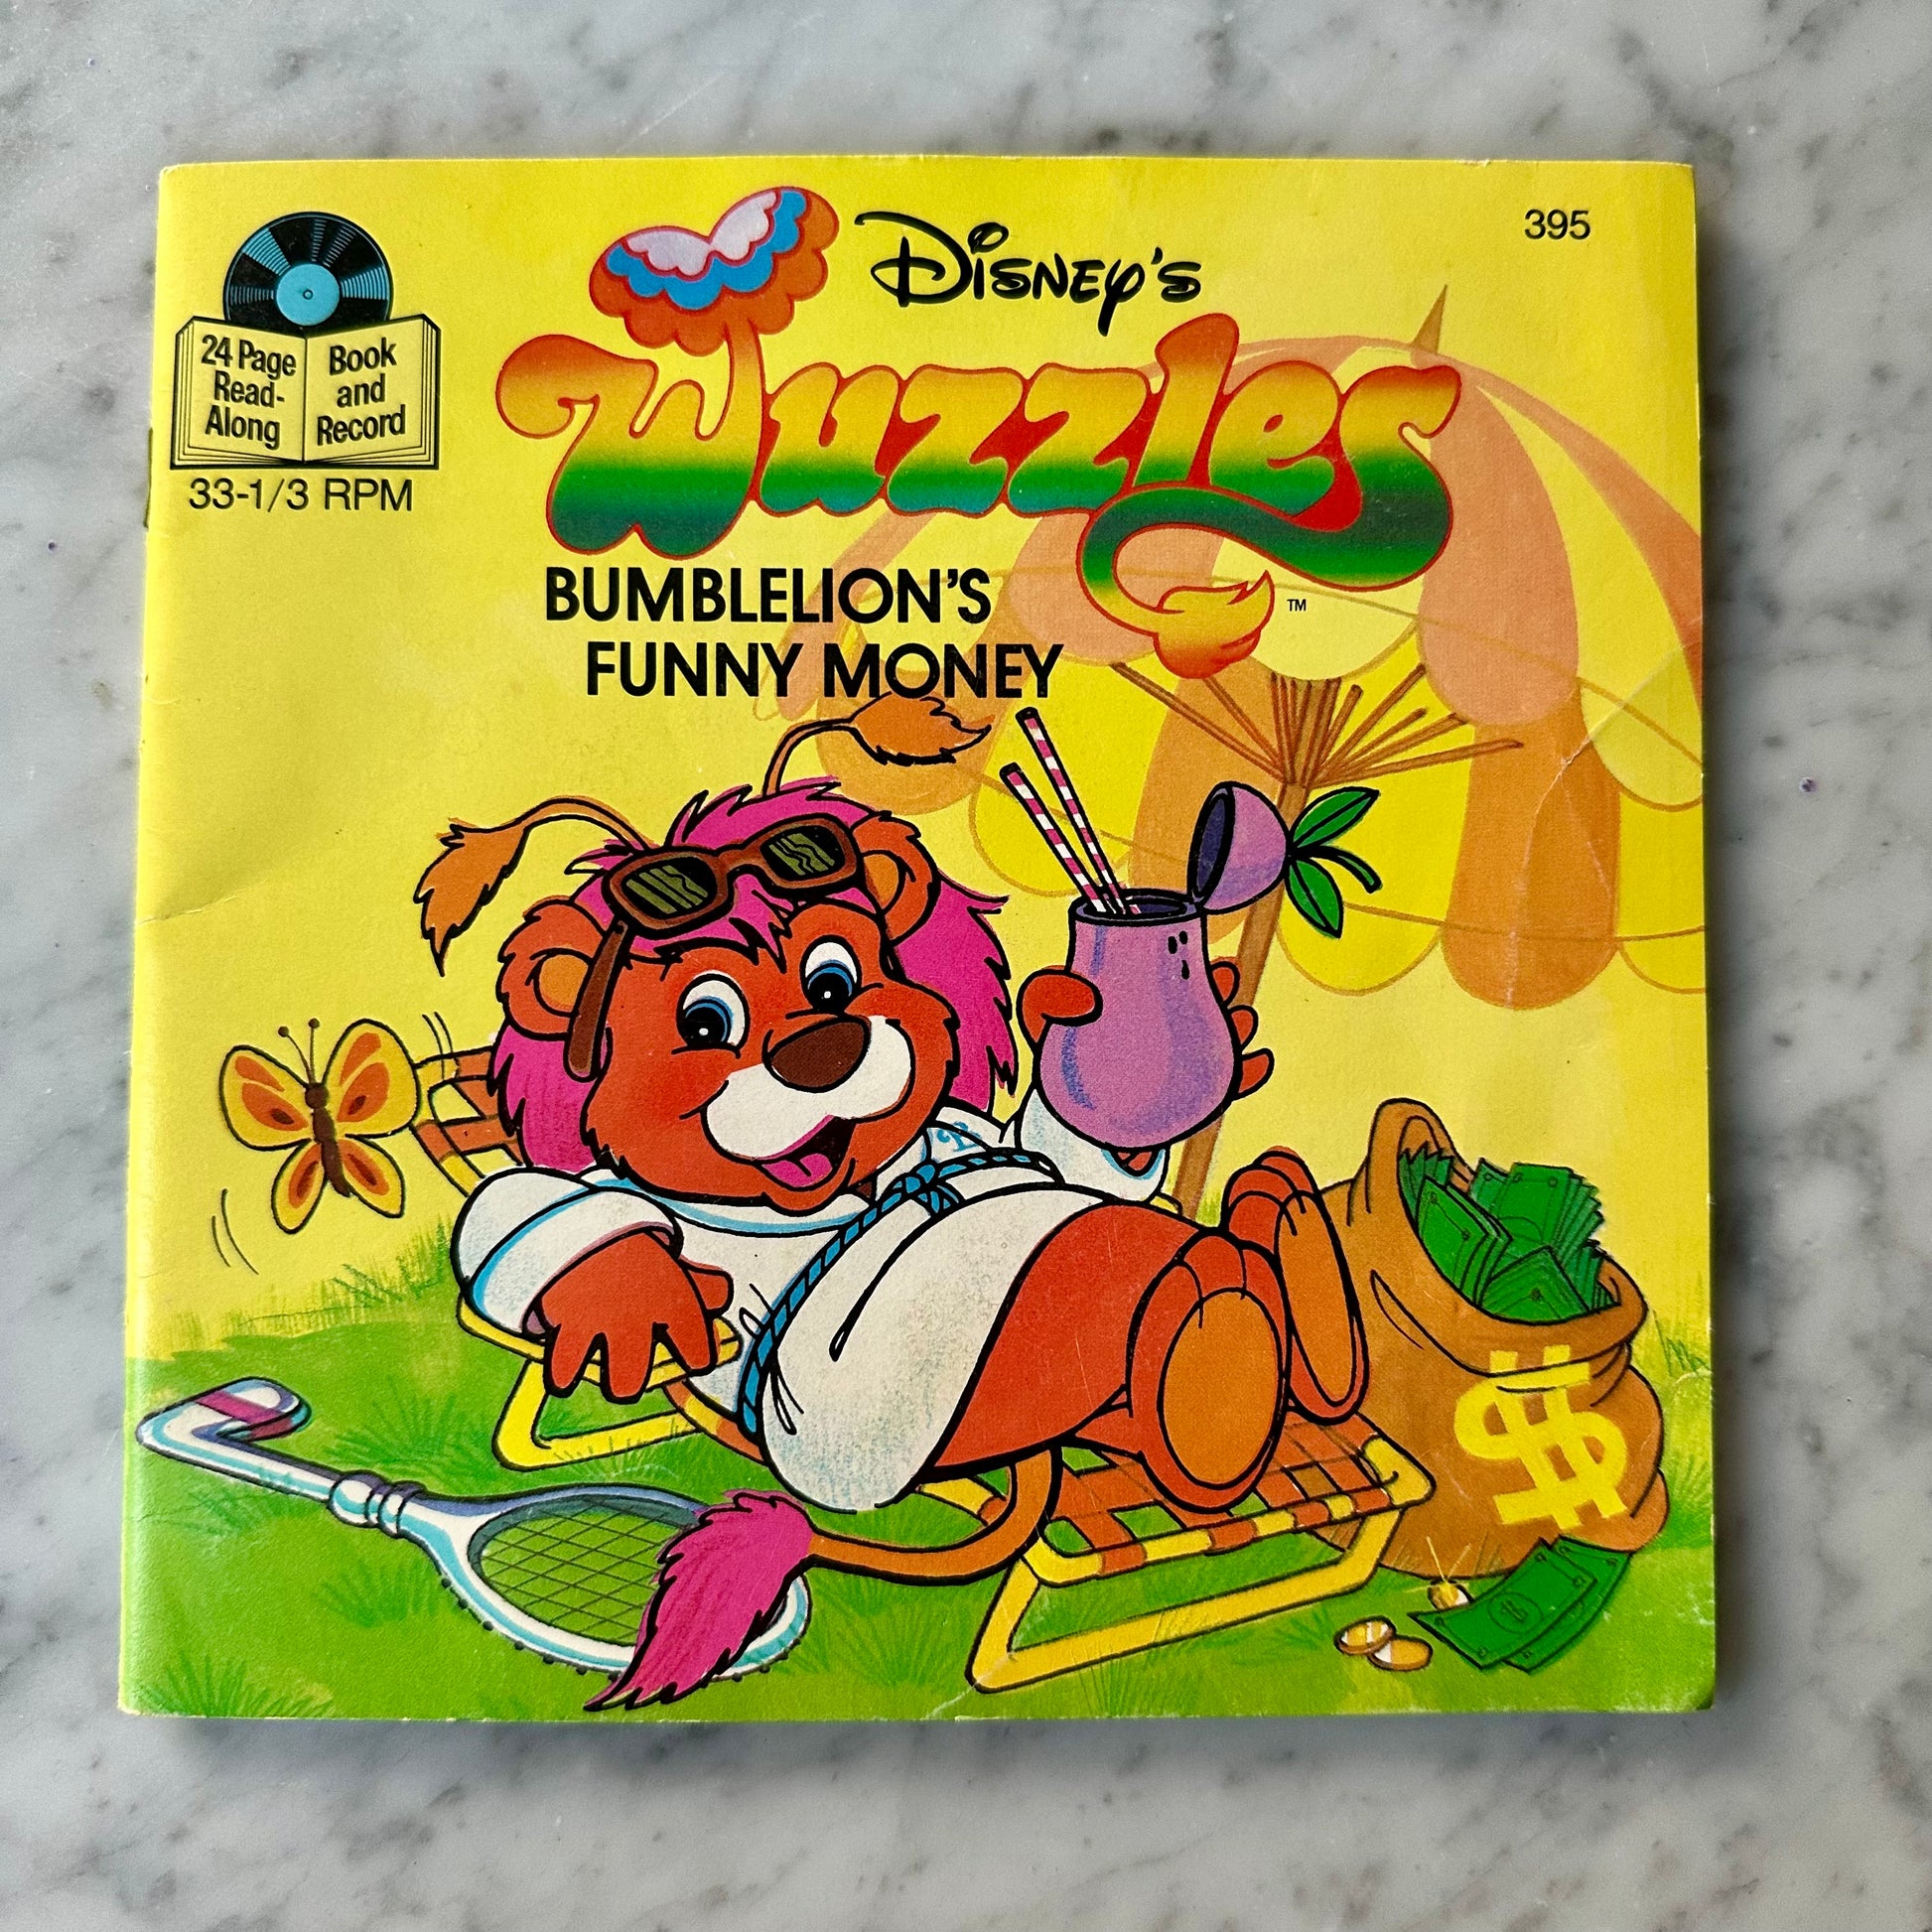 395
Disney's
Wuzzles
TM
24 Page
Read-
Along
Book
and
Record
33-1/3 RPM
BUMBLELION'S
FUNNY MONEY
$